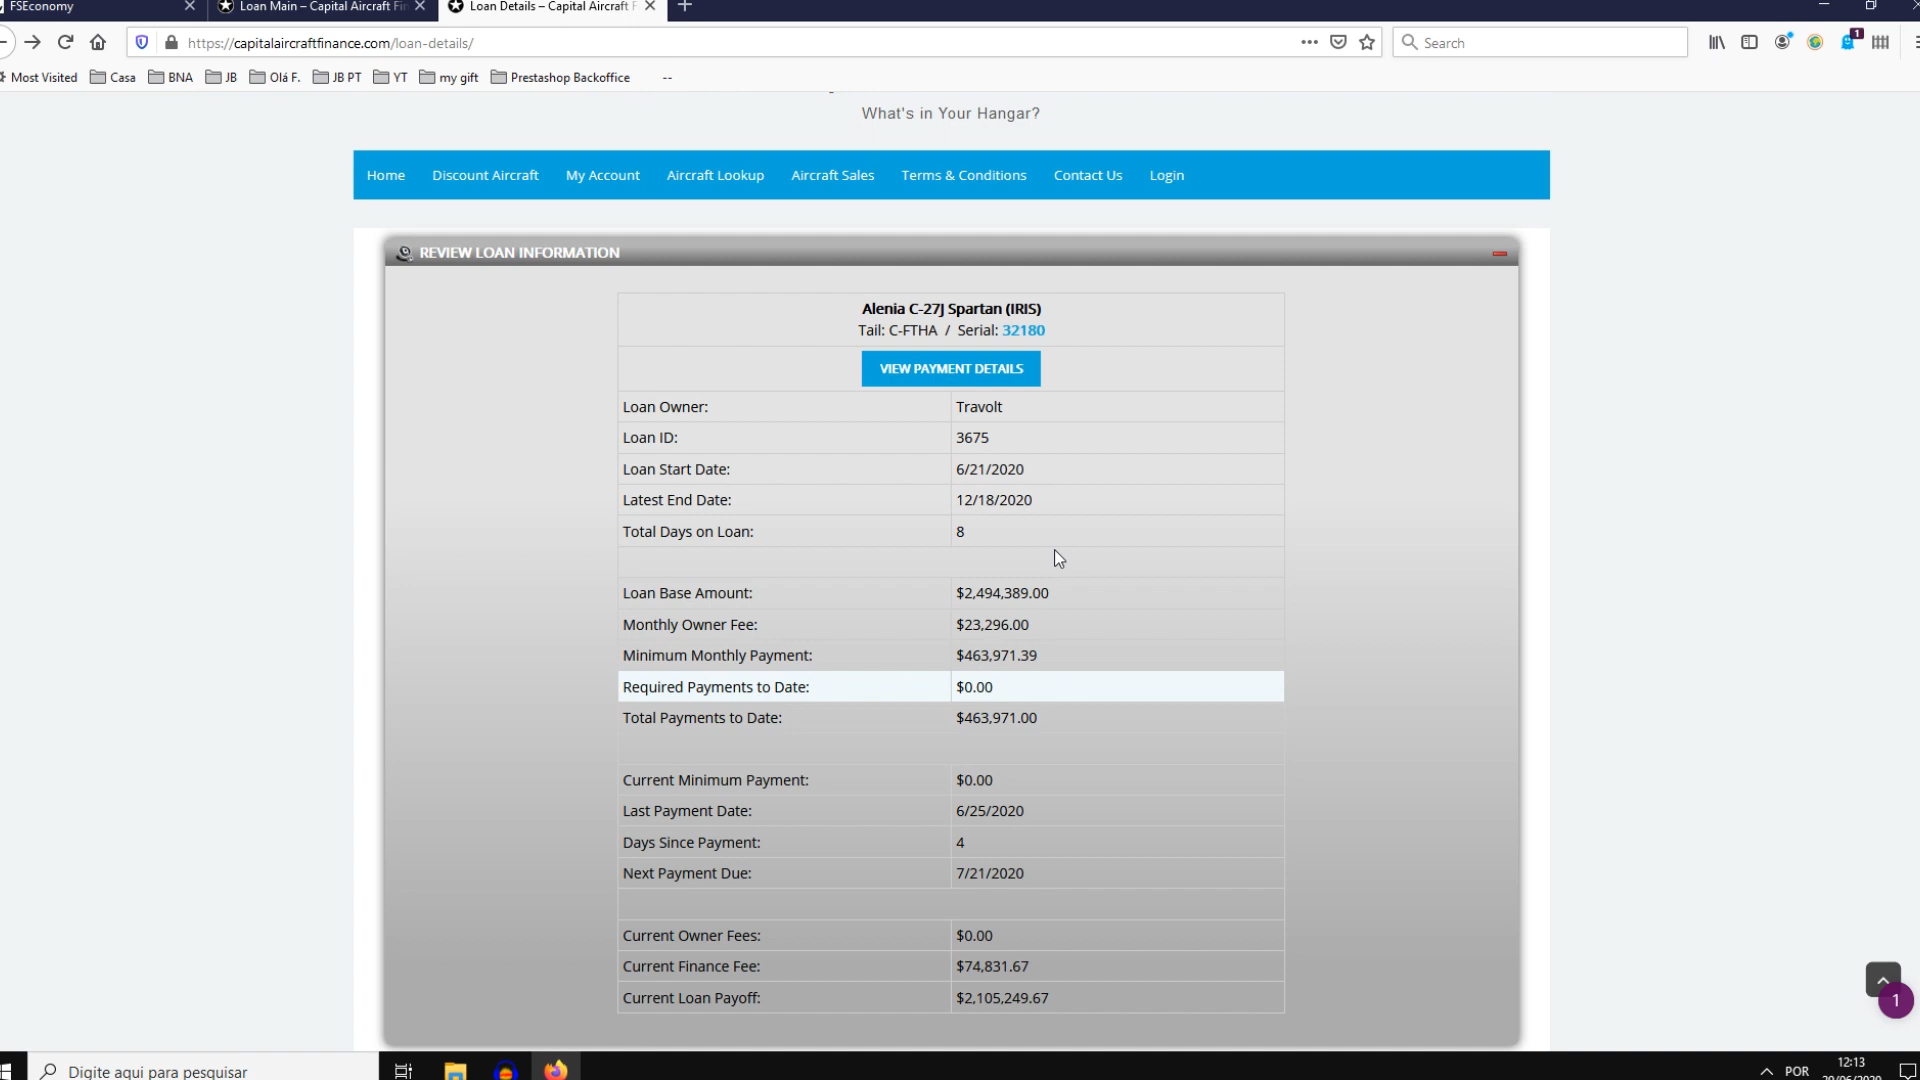 FSEconomy
Loan Main – Capital Aircraft Fin
Loan Details – Capital Aircraft F
https://capitalaircraftfinance.com/loan-details/
Search
1
Most Visited Casa BNA JB Olá F. JB PT YT my gift Prestashop Backoffice --
What's in Your Hangar?
Home Discount Aircraft My Account Aircraft Lookup Aircraft Sales Terms & Conditions Contact Us Login
REVIEW LOAN INFORMATION
Alenia C-27J Spartan (IRIS)
Tail: C-FTHA / Serial: 32180
VIEW PAYMENT DETAILS
Loan Owner: Travolt
Loan ID: 3675
Loan Start Date: 6/21/2020
Latest End Date: 12/18/2020
Total Days on Loan: 8
Loan Base Amount: $2,494,389.00
Monthly Owner Fee: $23,296.00
Minimum Monthly Payment: $463,971.39
Required Payments to Date: $0.00
Total Payments to Date: $463,971.00
Current Minimum Payment: $0.00
Last Payment Date: 6/25/2020
Days Since Payment: 4
Next Payment Due: 7/21/2020
Current Owner Fees: $0.00
Current Finance Fee: $74,831.67
Current Loan Payoff: $2,105,249.67
1
Digite aqui para pesquisar
POR
12:13